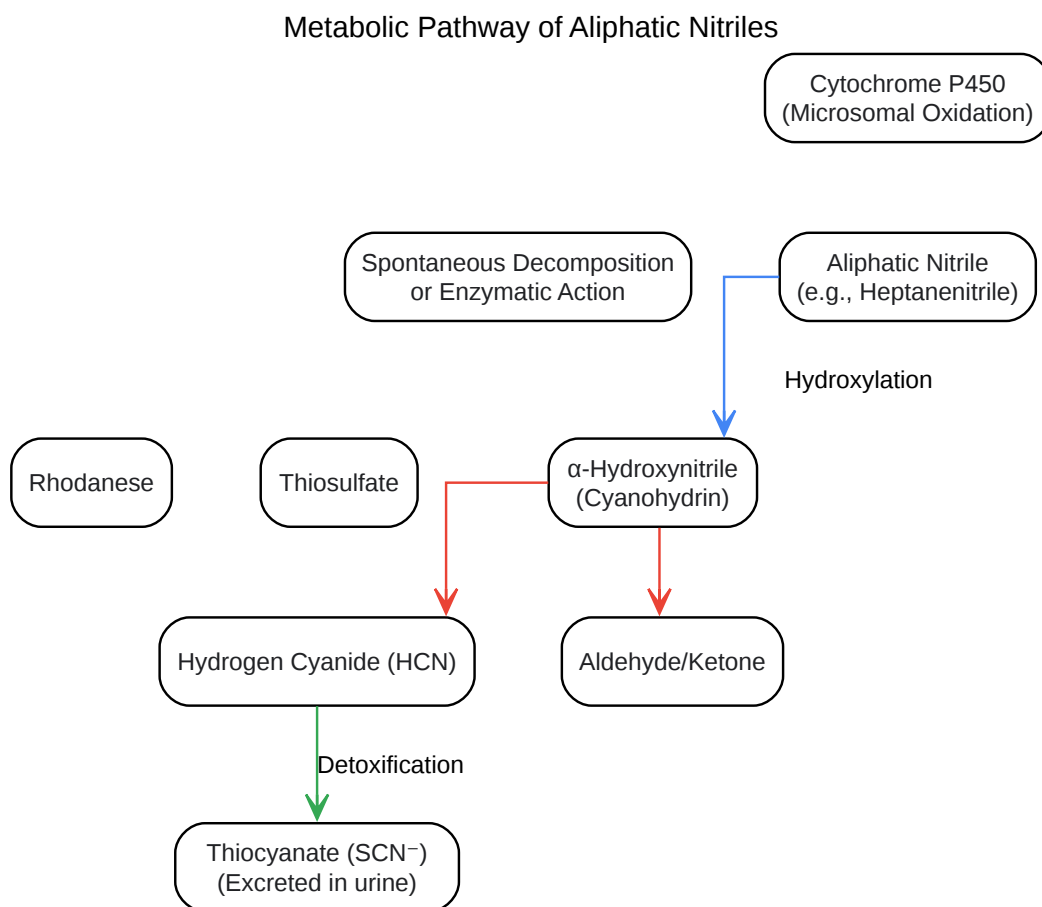 Metabolic Pathway of Aliphatic Nitriles
Cytochrome P450
(Microsomal Oxidation)
Spontaneous Decomposition
or Enzymatic Action
Aliphatic Nitrile
(e.g., Heptanenitrile)
Hydroxylation
Rhodanese
Thiosulfate
α-Hydroxynitrile
(Cyanohydrin)
Hydrogen Cyanide (HCN)
Aldehyde/Ketone
Detoxification
Thiocyanate (SCN⁻)
(Excreted in urine)